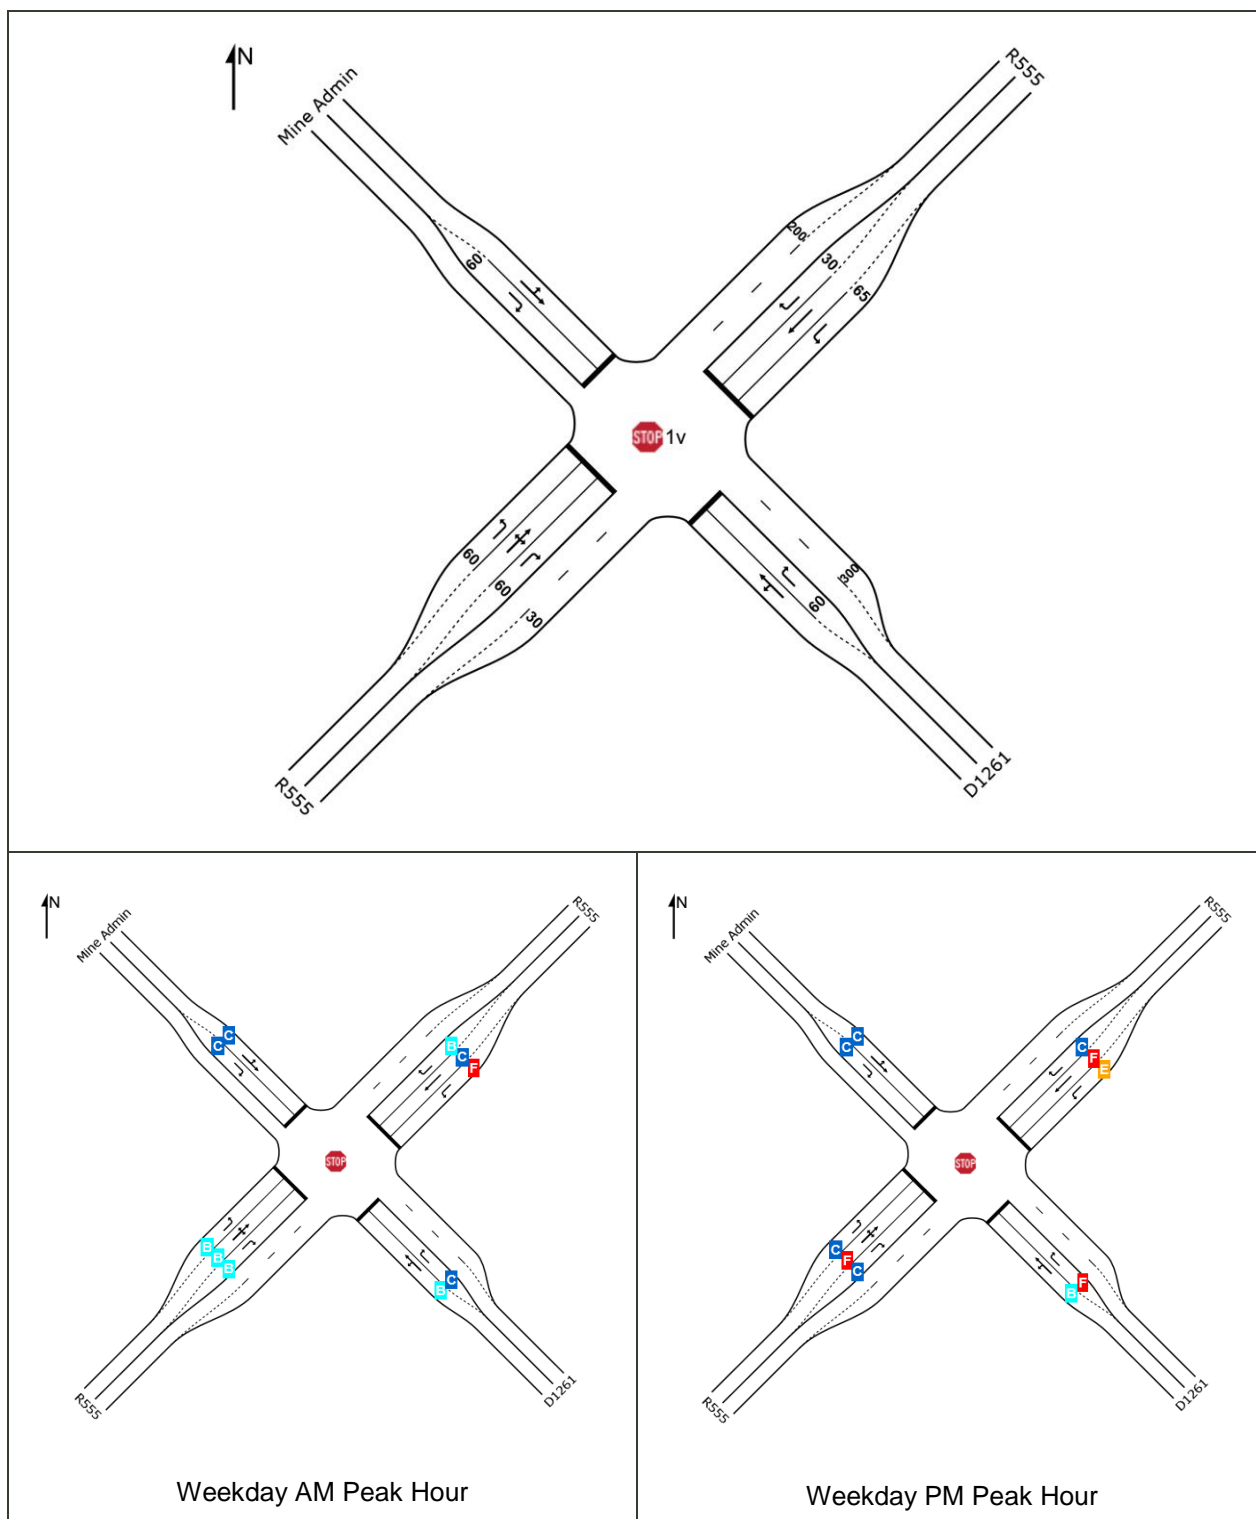 N
R555
Mine Admin
200
60
30
65
STOP 1v
60
60
300
60
30
R555
D1261
N
R555
Mine Admin
C
C
B
C
F
STOP
B
B
B
C
B
R555
D1261
Weekday AM Peak Hour
N
R555
Mine Admin
C
C
C
F
E
STOP
C
F
C
F
B
R555
D1261
Weekday PM Peak Hour